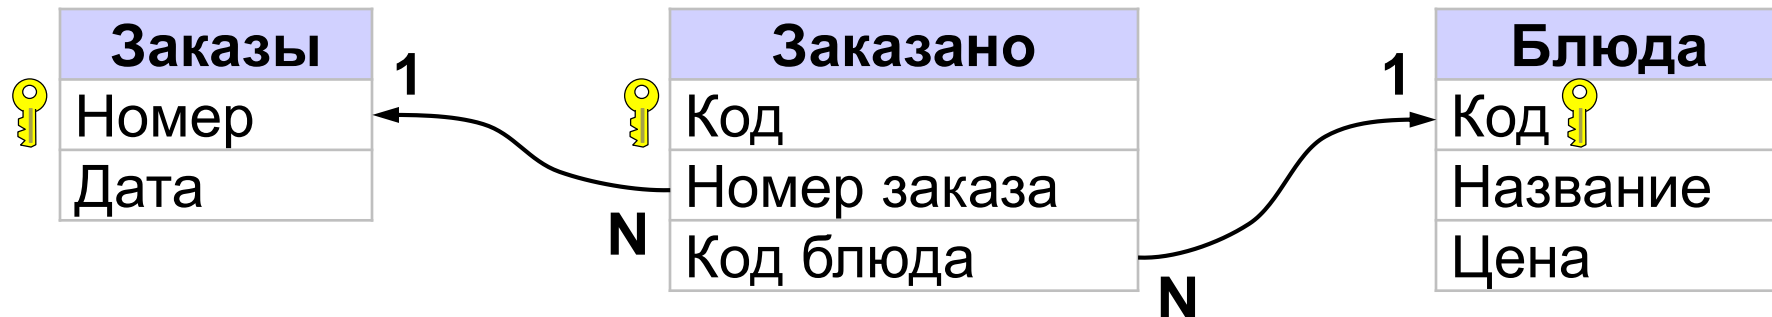 Заказы
1
Номер
Дата
Заказано
Код
Номер заказа
N
Код блюда
N
1
Блюда
Код
Название
Цена